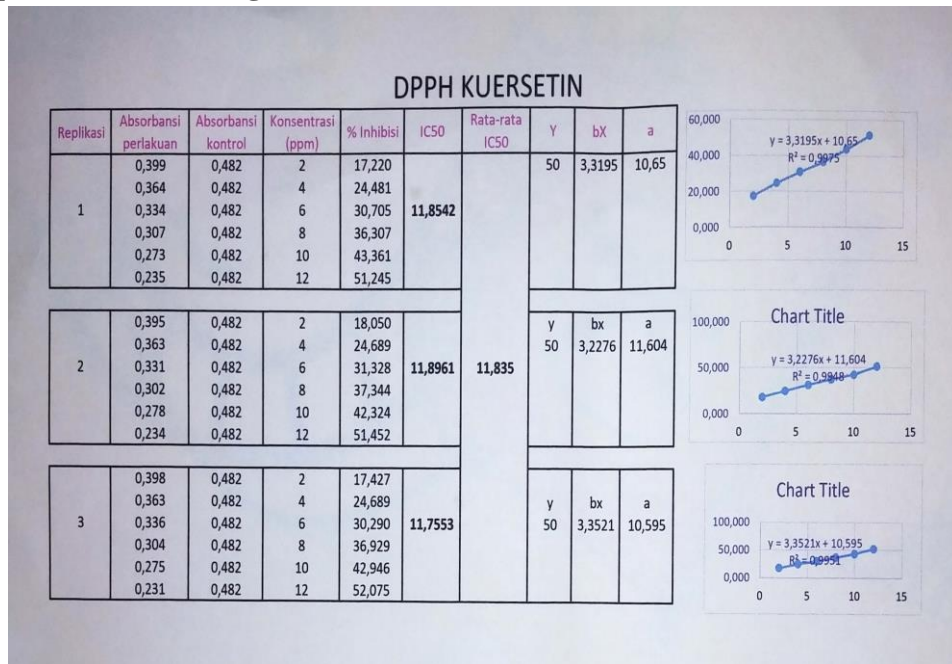 DPPH KUERSETIN
Replikasi Absorbansi perlakuan Absorbansi kontrol Konsentrasi (ppm) % Inhibisi IC50 Rata-rata IC50 Y bX a
0,399 0,482 2 17,220 50 3,3195 10,65
0,364 0,482 4 24,481
1 0,334 0,482 6 30,705 11,8542
0,307 0,482 8 36,307
0,273 0,482 10 43,361
0,235 0,482 12 51,245
0,395 0,482 2 18,050 y bx a
0,363 0,482 4 24,689 50 3,2276 11,604
2 0,331 0,482 6 31,328 11,8961 11,835
0,302 0,482 8 37,344
0,278 0,482 10 42,324
0,234 0,482 12 51,452
0,398 0,482 2 17,427
0,363 0,482 4 24,689 y bx a
3 0,336 0,482 6 30,290 11,7553 50 3,3521 10,595
0,304 0,482 8 36,929
0,275 0,482 10 42,946
0,231 0,482 12 52,075
60,000
y = 3,3195x + 10,65
40,000
R² = 0,9975
20,000
0,000
0 5 10 15
Chart Title
100,000
y = 3,2276x + 11,604
50,000
R² = 0,9948
0,000
0 5 10 15
Chart Title
100,000
y = 3,3521x + 10,595
50,000
R² = 0,9951
0,000
0 5 10 15